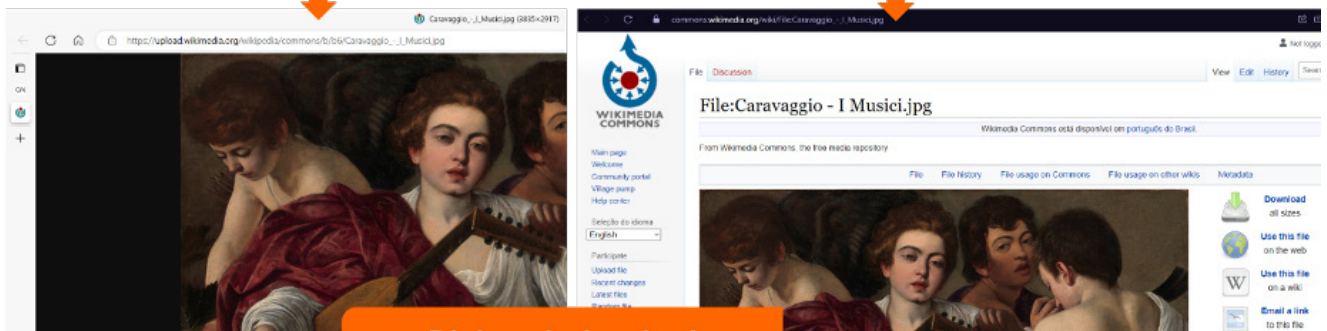 Caravaggio_-_I_Musici.jpg (3835×2917)
https://upload.wikimedia.org/wikipedia/commons/b/b6/Caravaggio_-_I_Musici.jpg
ON
commons.wikimedia.org/wiki/File:Caravaggio_-_I_Musici.jpg
Not logge
WIKIMEDIA
COMMONS
Main page
Welcome
Community portal
Village pump
Help center
Seleção do idioma
English
Participate
Upload file
Recent changes
Latest files
Random file
File Discussion
View Edit History
File:Caravaggio - I Musici.jpg
Wikimedia Commons está disponível em português do Brasil.
From Wikimedia Commons, the free media repository
File File history File usage on Commons File usage on other wikis Metadata
Download
all sizes
Use this file
on the web
W
Use this file
on a wiki
Email a link
to this file